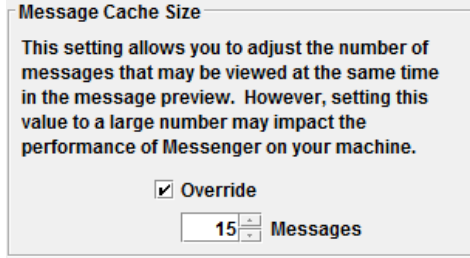 Message Cache Size
This setting allows you to adjust the number of
messages that may be viewed at the same time
in the message preview.  However, setting this
value to a large number may impact the
performance of Messenger on your machine.
Override
15 Messages